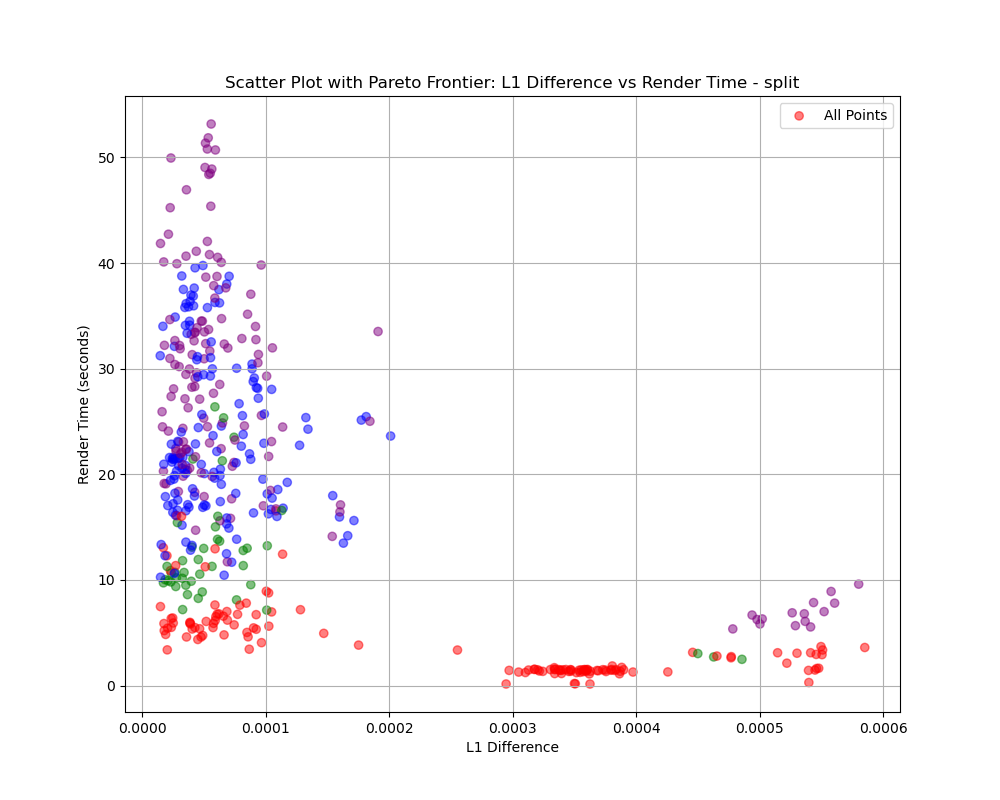 Scatter Plot with Pareto Frontier: L1 Difference vs Render Time - split
All Points
50
40
30
20
10
0
Render Time (seconds)
0.0000 0.0001 0.0002 0.0003 0.0004 0.0005 0.0006
L1 Difference